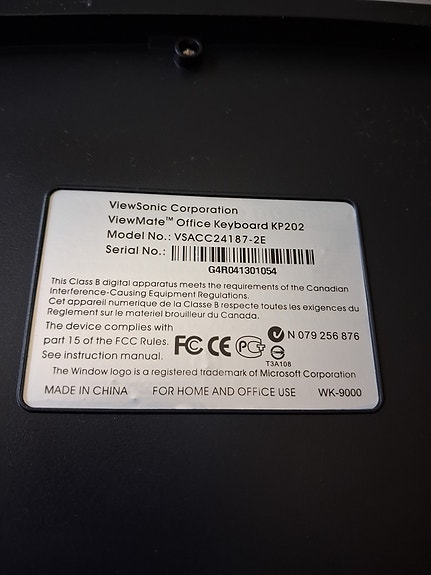 ViewSonic Corporation
ViewMate™ Office Keyboard KP202
Model No.: VSACC24187-2E
Serial No.:
G4R041301054
This Class B digital apparatus meets the requirements of the Canadian
Interference-Causing Equipment Regulations.
Cet appareil numerique de la Classe B respecte toutes les exigences du
Reglement sur le materiel brouilleur du Canada.
The device complies with
part 15 of the FCC Rules.
See instruction manual.
FC CE PG N 079 256 876
T3A108
The Window logo is a registered trademark of Microsoft Corporation
MADE IN CHINA FOR HOME AND OFFICE USE WK-9000